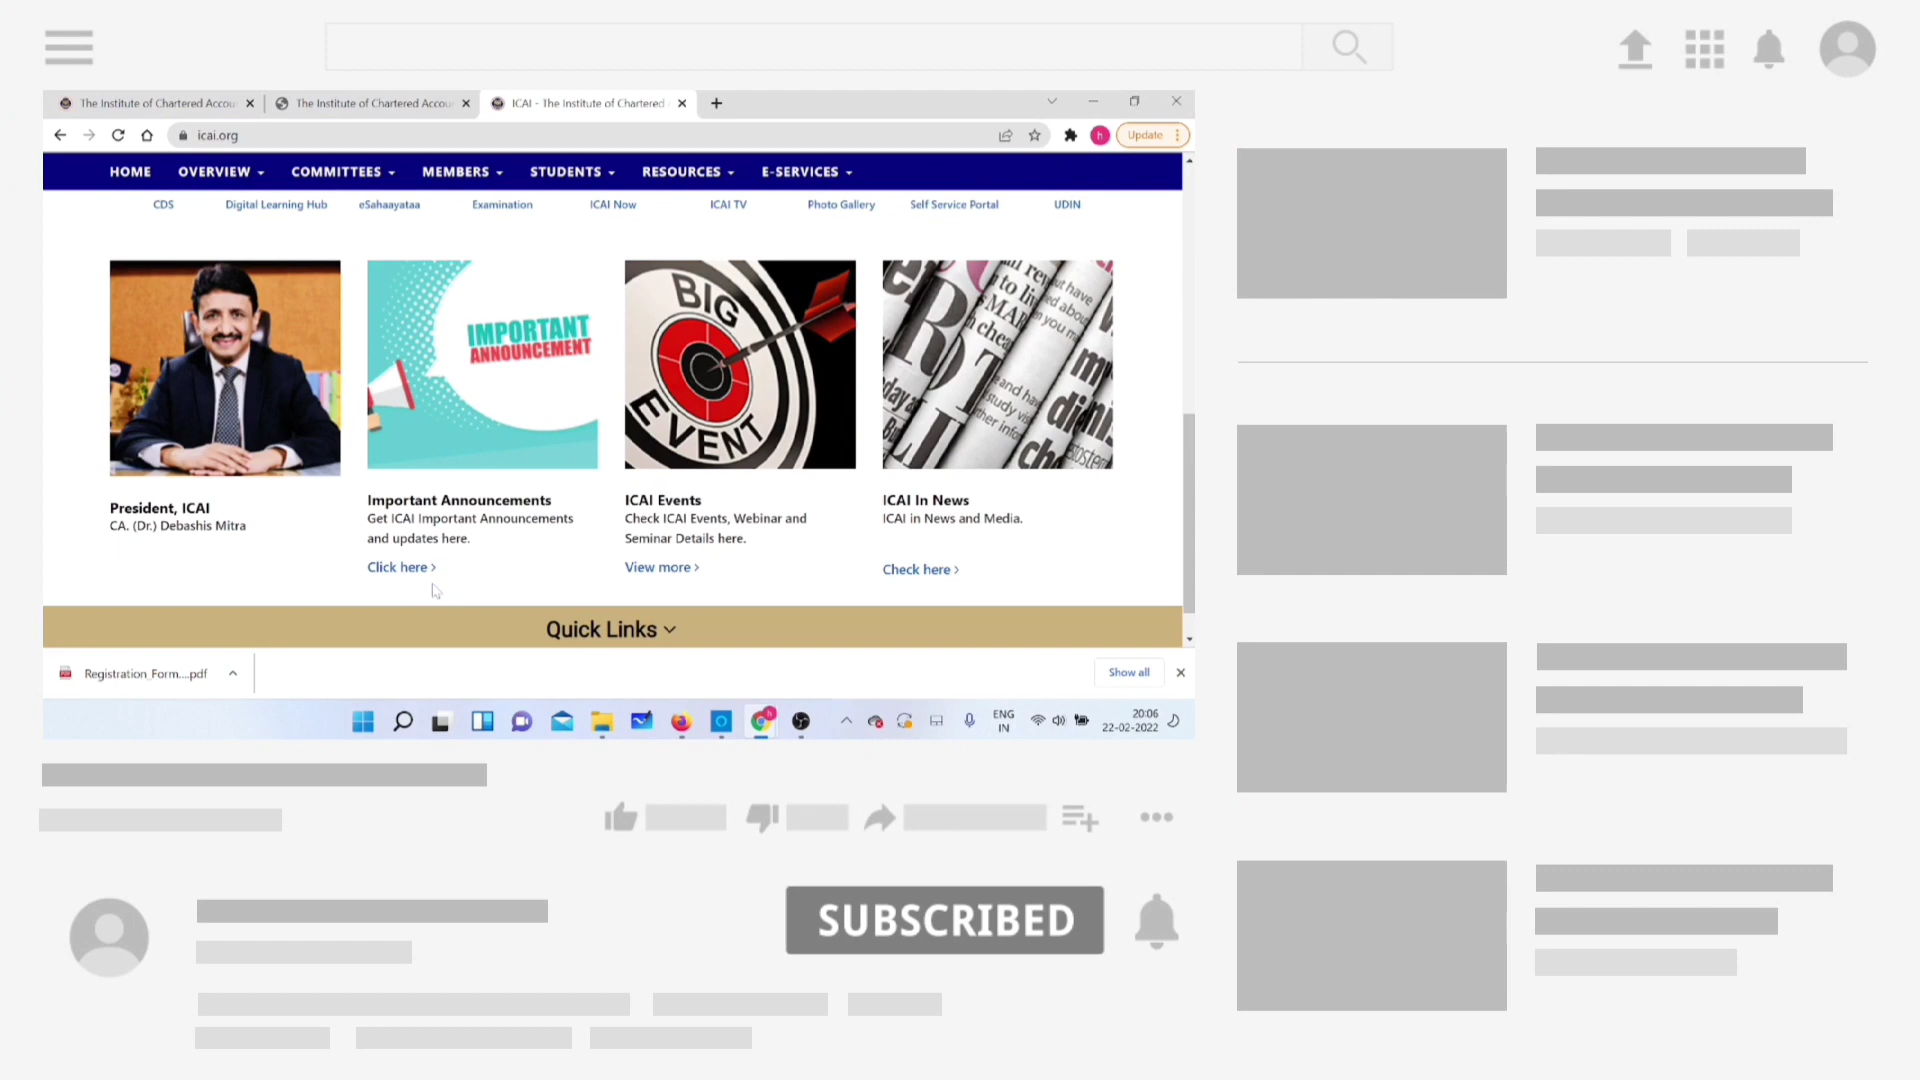 The Institute of Chartered Accou
The Institute of Chartered Accou
ICAI - The Institute of Chartered
icai.org
h
Update
HOME
OVERVIEW
COMMITTEES
MEMBERS
STUDENTS
RESOURCES
E-SERVICES
CDS
Digital Learning Hub
eSahaayataa
Examination
ICAI Now
ICAI TV
Photo Gallery
Self Service Portal
UDIN
IMPORTANT
ANNOUNCEMENT
BIG
EVENT
President, ICAI
CA. (Dr.) Debashis Mitra
Important Announcements
Get ICAI Important Announcements
and updates here.
Click here >
ICAI Events
Check ICAI Events, Webinar and
Seminar Details here.
View more >
ICAI In News
ICAI in News and Media.
Check here >
Quick Links
Registration_Form....pdf
Show all
ENG
IN
20:06
22-02-2022
SUBSCRIBED